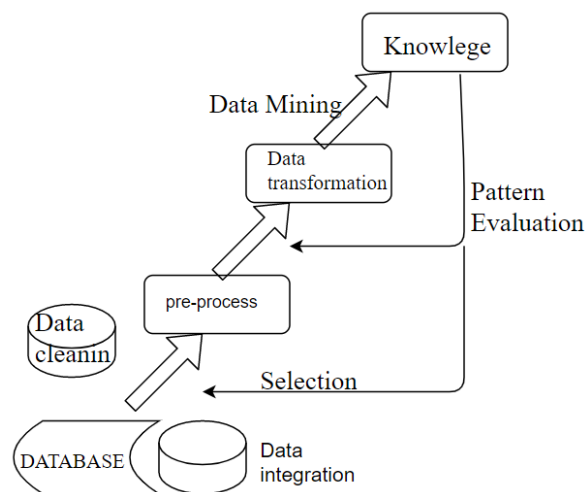 Knowlege
Data Mining
Data
transformation
Pattern
Evaluation
pre-process
Data
cleanin
Selection
DATABASE
Data
integration